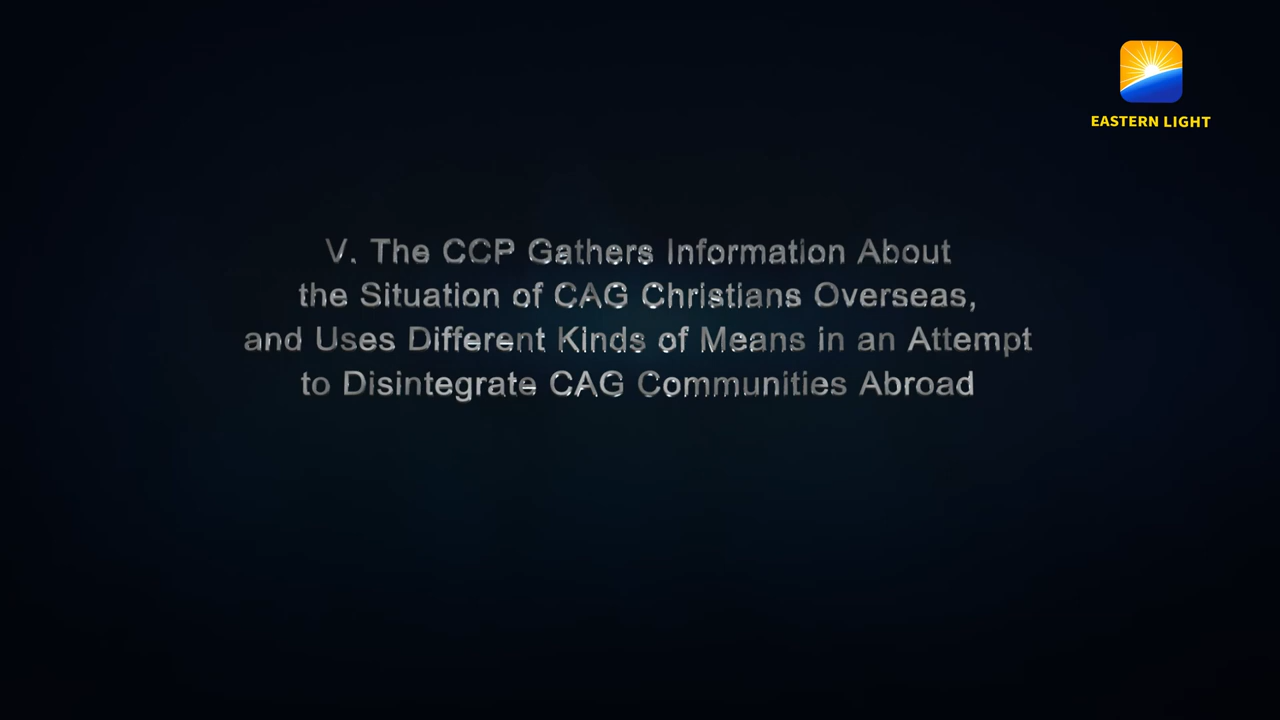 EASTERN LIGHT
V. The CCP Gathers Information About
the Situation of CAG Christians Overseas,
and Uses Different Kinds of Means in an Attempt
to Disintegrate CAG Communities Abroad